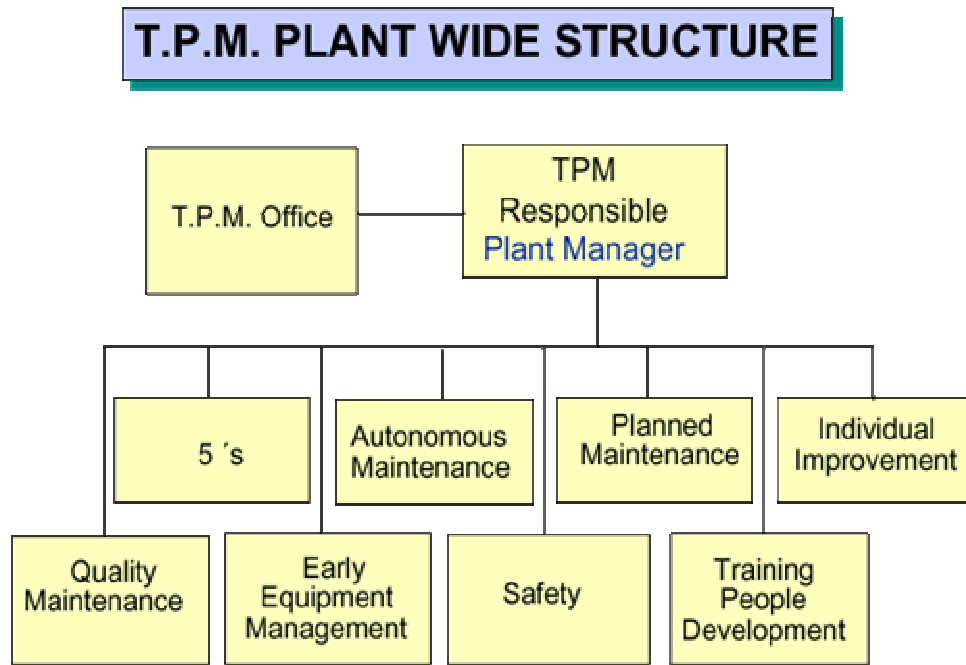 T.P.M. PLANT WIDE STRUCTURE
T.P.M. Office
TPM
Responsible
Plant Manager
5 ´s
Autonomous
Maintenance
Planned
Maintenance
Individual
Improvement
Quality
Maintenance
Early
Equipment
Management
Safety
Training
People
Development